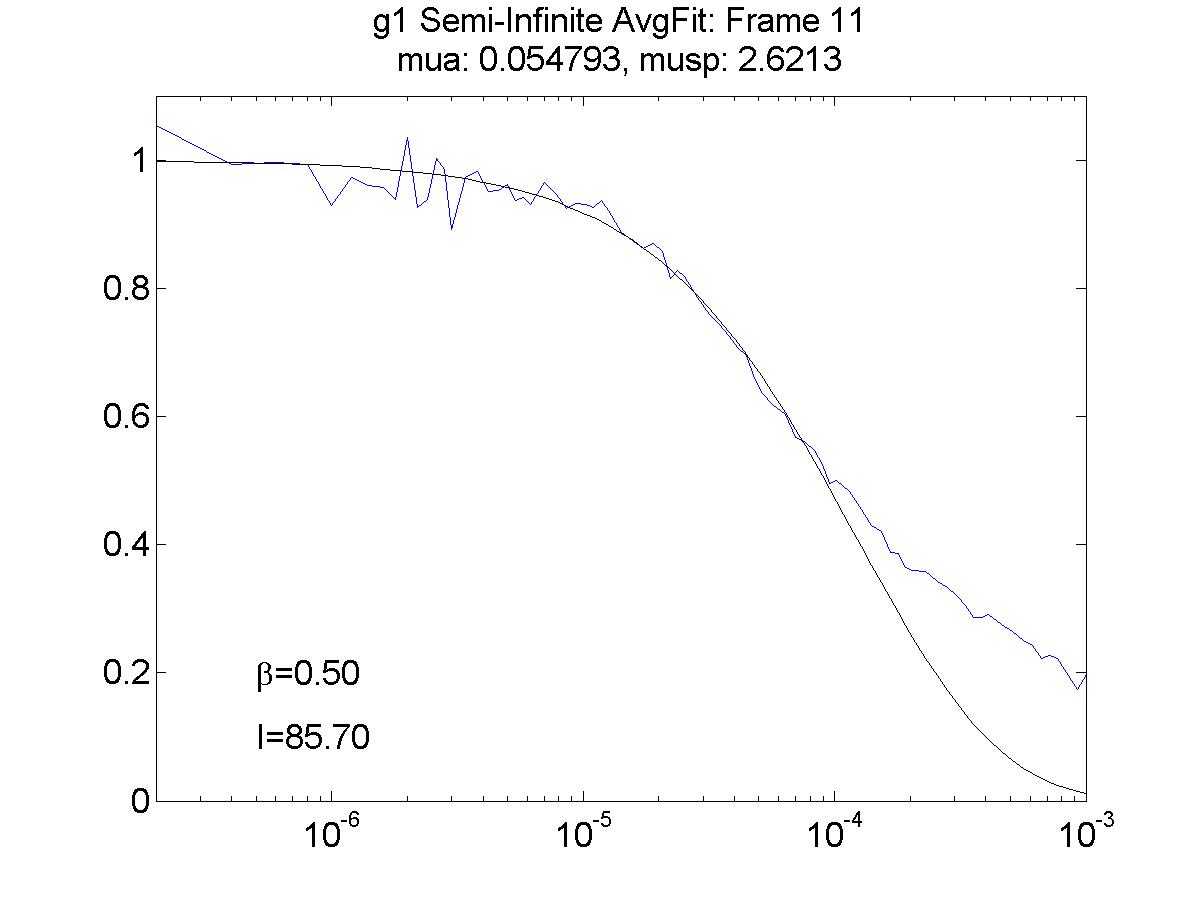 g1 Semi-Infinite AvgFit: Frame 11
mua: 0.054793, musp: 2.6213
1
0.8
0.6
0.4
0.2
0
β=0.50
I=85.70
10^-6
10^-5
10^-4
10^-3